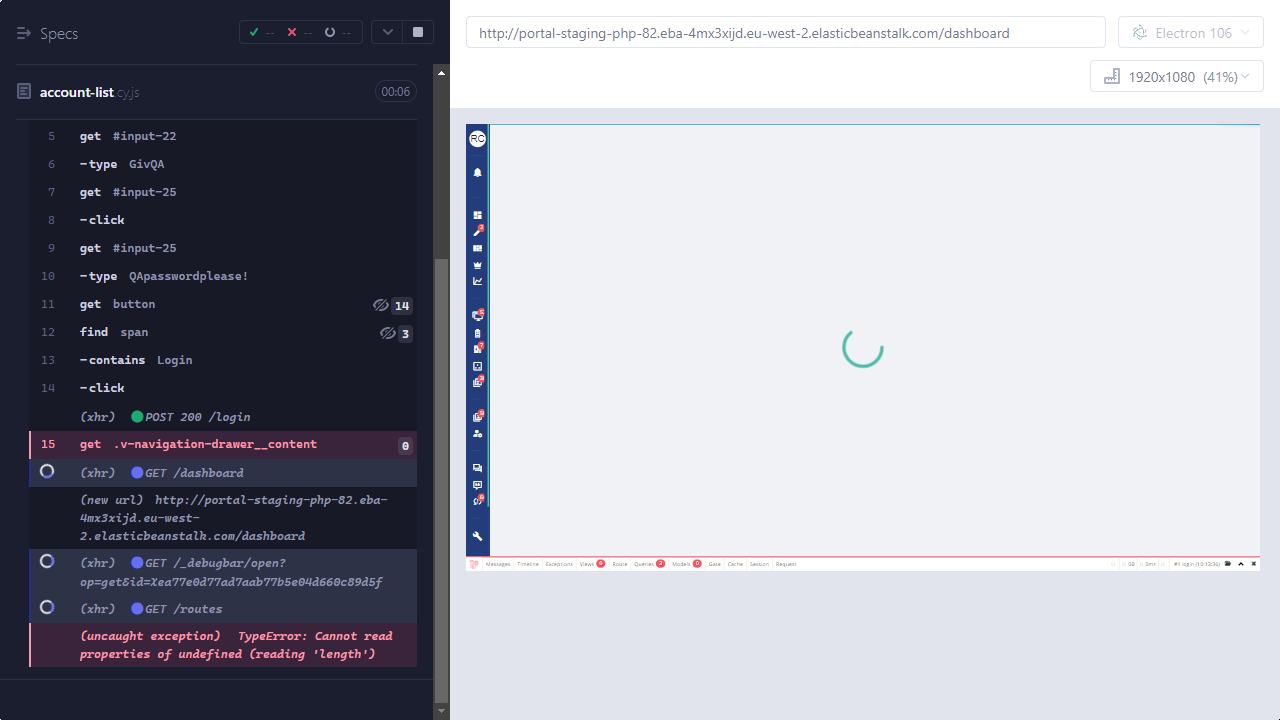 Specs
--
--
--
account-list.cy.js
00:06
5 get #input-22
6 -type GivQA
7 get #input-25
8 -click
9 get #input-25
10 -type QApasswordplease!
11 get button 14
12 find span 3
13 -contains Login
14 -click
(xhr) POST 200 /login
15 get .v-navigation-drawer__content 0
(xhr) GET /dashboard
(new url) http://portal-staging-php-82.eba-
4mx3xijd.eu-west-
2.elasticbeanstalk.com/dashboard
(xhr) GET /_debugbar/open?
op=get&id=Xea77e0d77ad7aab77b5e04d660c89d5f
(xhr) GET /routes
(uncaught exception) TypeError: Cannot read
properties of undefined (reading 'length')
http://portal-staging-php-82.eba-4mx3xijd.eu-west-2.elasticbeanstalk.com/dashboard
Electron 106
1920x1080 (41%)
RC
Messages Timeline Exceptions Views Route Queries Models Gate Cache Session Request
#1 login (10:13:36)